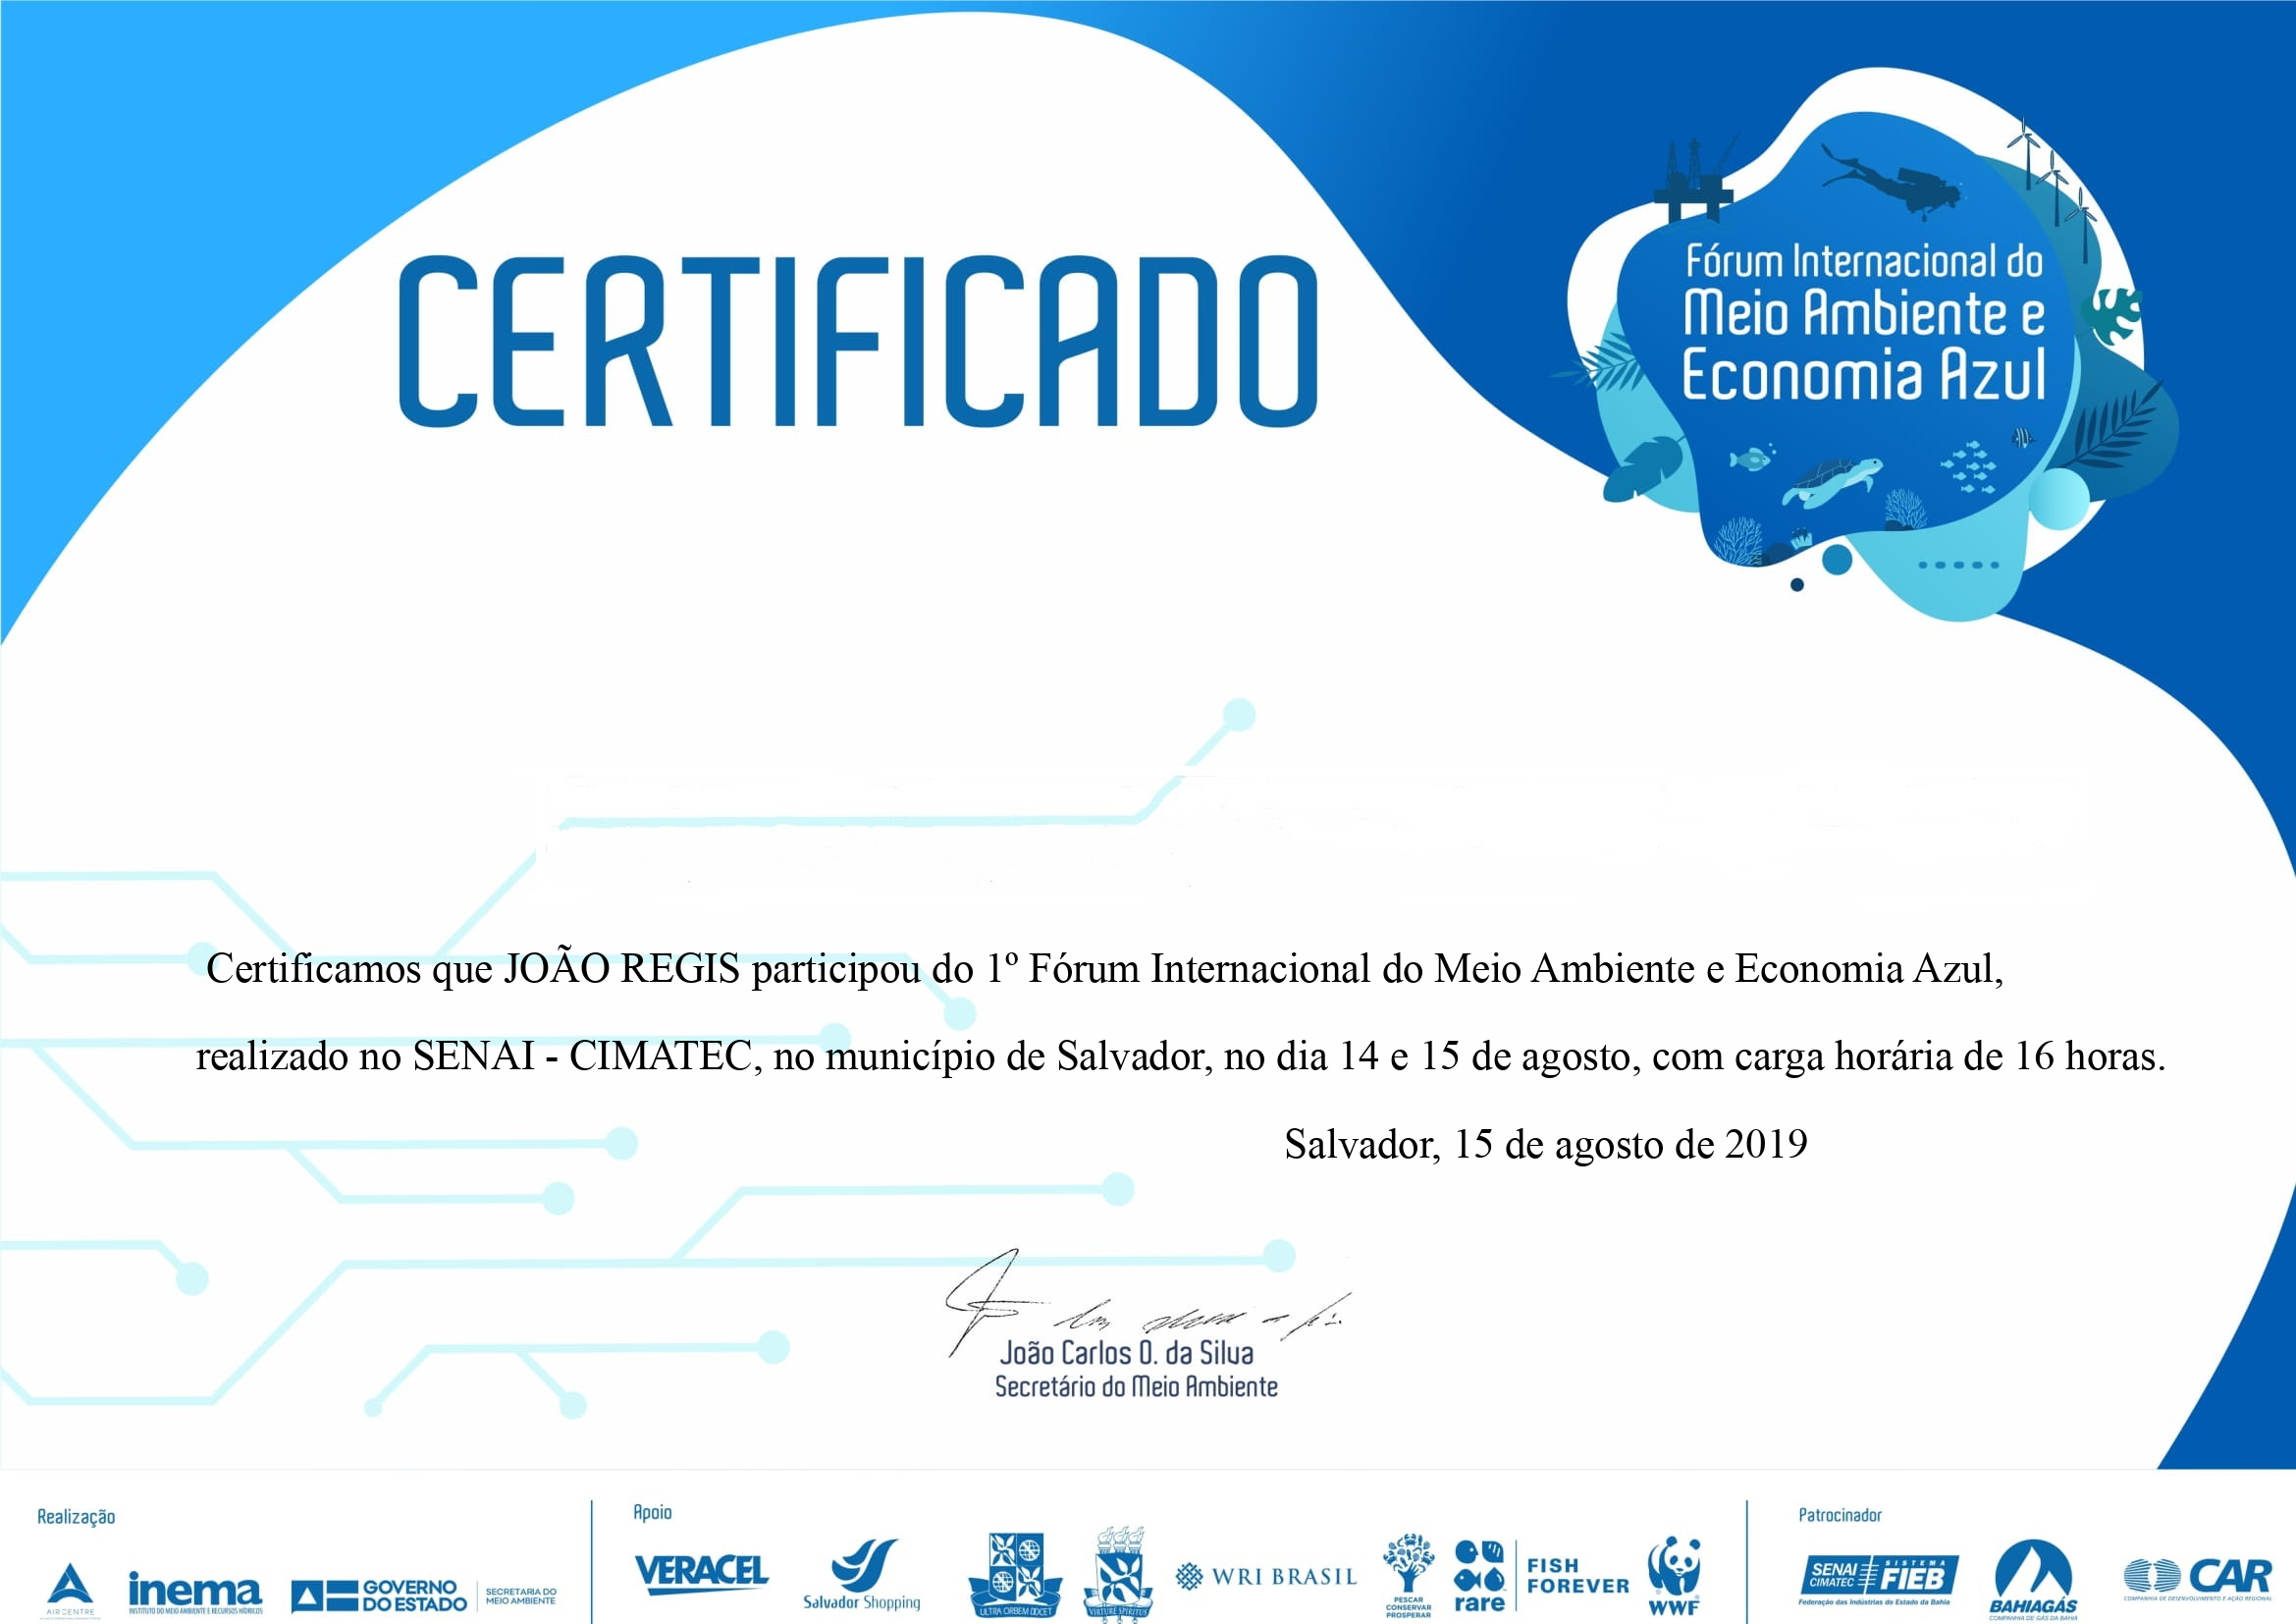 CERTIFICADO
Fórum Internacional do
Meio Ambiente e
Economia Azul
Certificamos que JOÃO REGIS participou do 1º Fórum Internacional do Meio Ambiente e Economia Azul,
realizado no SENAI - CIMATEC, no município de Salvador, no dia 14 e 15 de agosto, com carga horária de 16 horas.
Salvador, 15 de agosto de 2019
João Carlos O. da Silva
Secretário do Meio Ambiente
Realização
AIR CENTRE
inema
INSTITUTO DO MEIO AMBIENTE E RECURSOS HÍDRICOS
GOVERNO
DO ESTADO
SECRETARIA DO
MEIO AMBIENTE
Apoio
VERACEL
Salvador Shopping
ULTRA ORBEM DOCET
VIRTUTE SPIRITUS
WRI BRASIL
PESCAR
CONSERVAR
PROSPERAR
rare
FISH
FOREVER
WWF
Patrocinador
SENAI
CIMATEC
SISTEMA
FIEB
Federação das Indústrias do Estado da Bahia
BAHIAGÁS
COMPANHIA DE GÁS DA BAHIA
CAR
COMPANHIA DE DESENVOLVIMENTO E AÇÃO REGIONAL